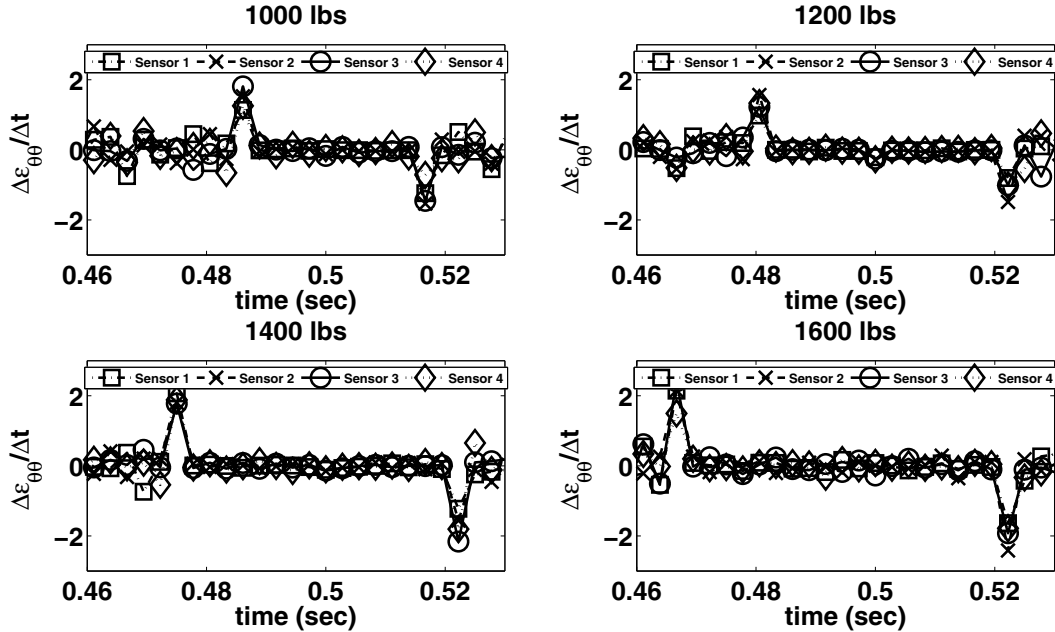 1000 lbs
Sensor 1 Sensor 2 Sensor 3 Sensor 4
2
0
−2
Δεθθ/Δt
0.46 0.48 0.5 0.52
time (sec)
1200 lbs
Sensor 1 Sensor 2 Sensor 3 Sensor 4
2
0
−2
Δεθθ/Δt
0.46 0.48 0.5 0.52
time (sec)
1400 lbs
Sensor 1 Sensor 2 Sensor 3 Sensor 4
2
0
−2
Δεθθ/Δt
0.46 0.48 0.5 0.52
time (sec)
1600 lbs
Sensor 1 Sensor 2 Sensor 3 Sensor 4
2
0
−2
Δεθθ/Δt
0.46 0.48 0.5 0.52
time (sec)